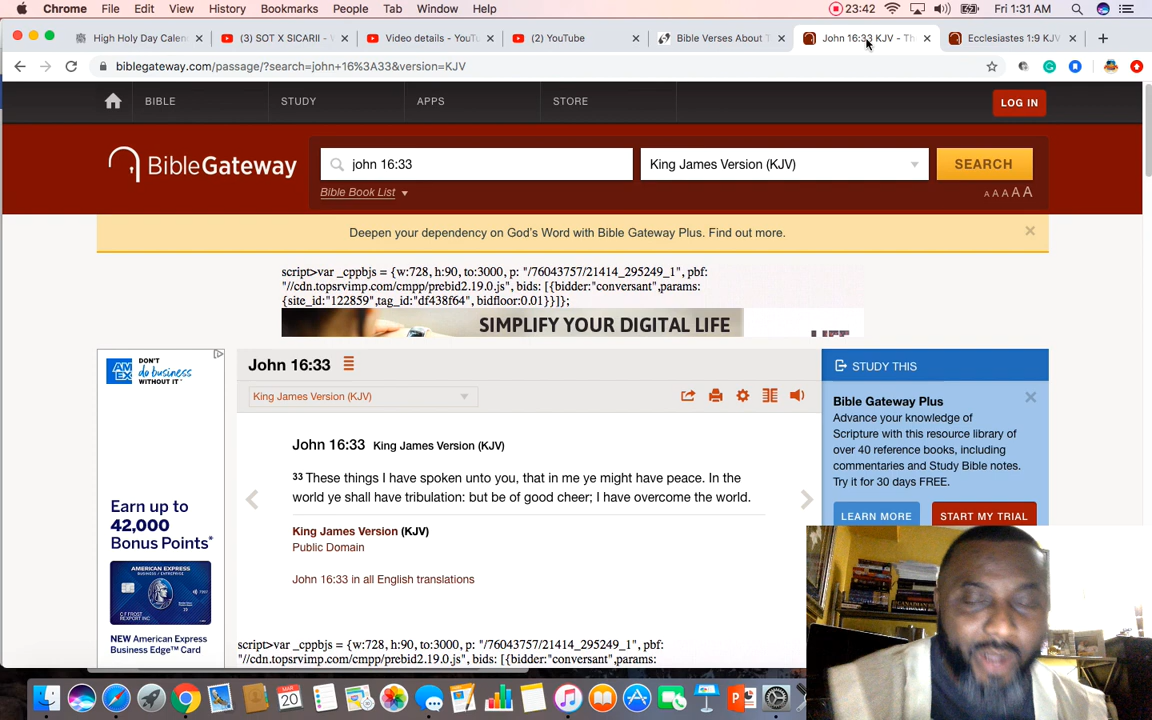 Chrome File Edit View History Bookmarks People Tab Window Help 23:42 Fri 1:31 AM
High Holy Day Calen (3) SOT X SICARII - Video details - YouTu (2) YouTube Bible Verses About T John 16:33 KJV - Th Ecclesiastes 1:9 KJV
biblegateway.com/passage/?search=john+16%3A33&version=KJV
BIBLE STUDY APPS STORE LOG IN
BibleGateway john 16:33 King James Version (KJV) SEARCH
Bible Book List A A A A A
Deepen your dependency on God's Word with Bible Gateway Plus. Find out more.
script>var _cppbjs = {w:728, h:90, to:3000, p: "/76043757/21414_295249_1", pbf:
"//cdn.topsrvimp.com/cmpp/prebid2.19.0.js", bids: [{bidder:"conversant",params:
{site_id:"122859",tag_id:"df438f64", bidfloor:0.01}}]};
SIMPLIFY YOUR DIGITAL LIFE
DON'T
do business
WITHOUT IT
AM
EX
Earn up to
42,000
Bonus Points*
AMERICAN EXPRESS
C F FROST
NEW American
Express Business
Edge™ Card
John 16:33
King James Version (KJV)
John 16:33 King James Version (KJV)
33 These things I have spoken unto you, that in me ye might have peace. In the
world ye shall have tribulation: but be of good cheer; I have overcome the world.
King James Version (KJV)
Public Domain
John 16:33 in all English translations
script>var _cppbjs = {w:728, h:90, to:3000, p: "/76043757/21414_295249_1", pbf:
"//cdn.topsrvimp.com/cmpp/prebid2.19.0.js", bids: [{bidder:"conversant",params:
STUDY THIS
Bible Gateway Plus
Advance your knowledge of
Scripture with this resource library of
over 40 reference books, including
commentaries and Study Bible notes.
Try it for 30 days FREE.
LEARN MORE START MY TRIAL
MAR
20